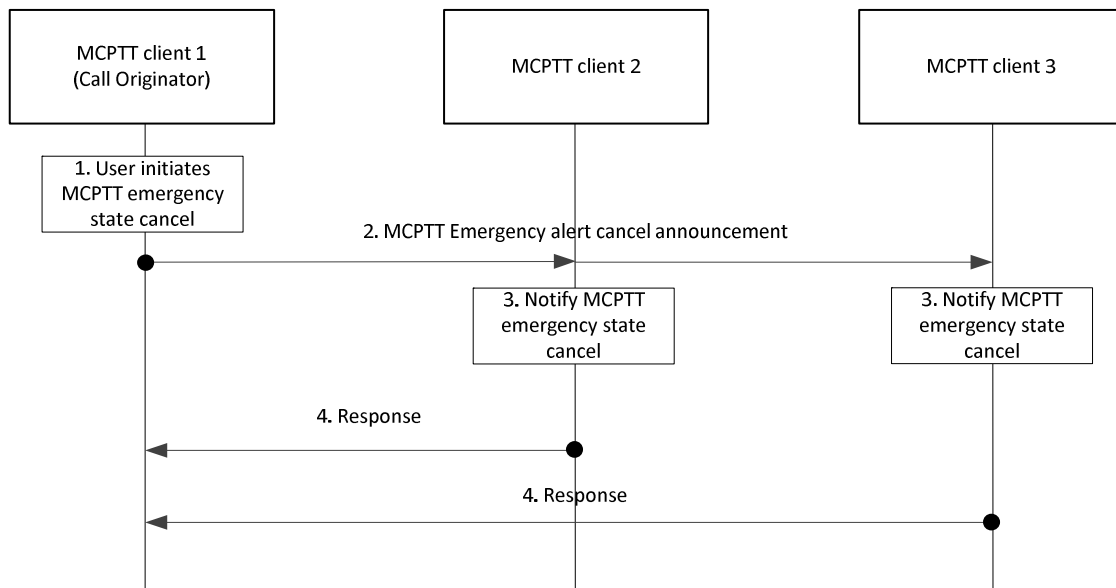 MCPTT client 1
(Call Originator)
MCPTT client 2
MCPTT client 3
1. User initiates
MCPTT emergency
state cancel
2. MCPTT Emergency alert cancel announcement
3. Notify MCPTT
emergency state
cancel
3. Notify MCPTT
emergency state
cancel
4. Response
4. Response